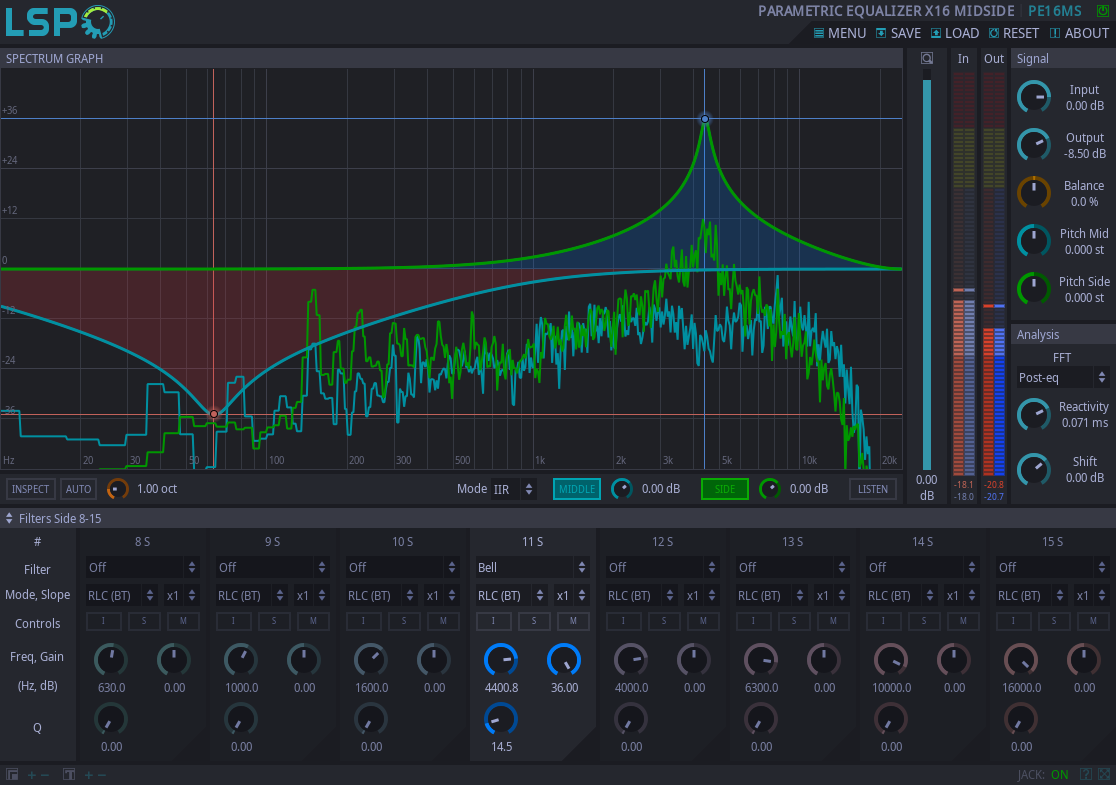 LSP
PARAMETRIC EQUALIZER X16 MIDSIDE PE16MS
MENU SAVE LOAD RESET ABOUT
SPECTRUM GRAPH
In Out
Signal
+36
+24
+12
0
-12
-24
-36
Hz 20 30 50 100 200 300 500 1k 2k 3k 5k 10k 20k
Input
0.00 dB
Output
-8.50 dB
Balance
0.0 %
Pitch Mid
0.000 st
Pitch Side
0.000 st
Analysis
FFT
Post-eq
Reactivity
0.071 ms
Shift
0.00 dB
0.00
dB
-18.1 -20.8
-18.0 -20.7
INSPECT AUTO 1.00 oct Mode IIR MIDDLE 0.00 dB SIDE 0.00 dB LISTEN
Filters Side 8-15
# 8 S 9 S 10 S 11 S 12 S 13 S 14 S 15 S
Filter Off Off Off Bell Off Off Off Off
Mode, Slope RLC (BT) x1 RLC (BT) x1 RLC (BT) x1 RLC (BT) x1 RLC (BT) x1 RLC (BT) x1 RLC (BT) x1 RLC (BT) x1
Controls I S M I S M I S M I S M I S M I S M I S M I S M
Freq, Gain
(Hz, dB) 630.0 0.00 1000.0 0.00 1600.0 0.00 4400.8 36.00 4000.0 0.00 6300.0 0.00 10000.0 0.00 16000.0 0.00
Q
0.00 0.00 0.00 14.5 0.00 0.00 0.00 0.00
JACK: ON